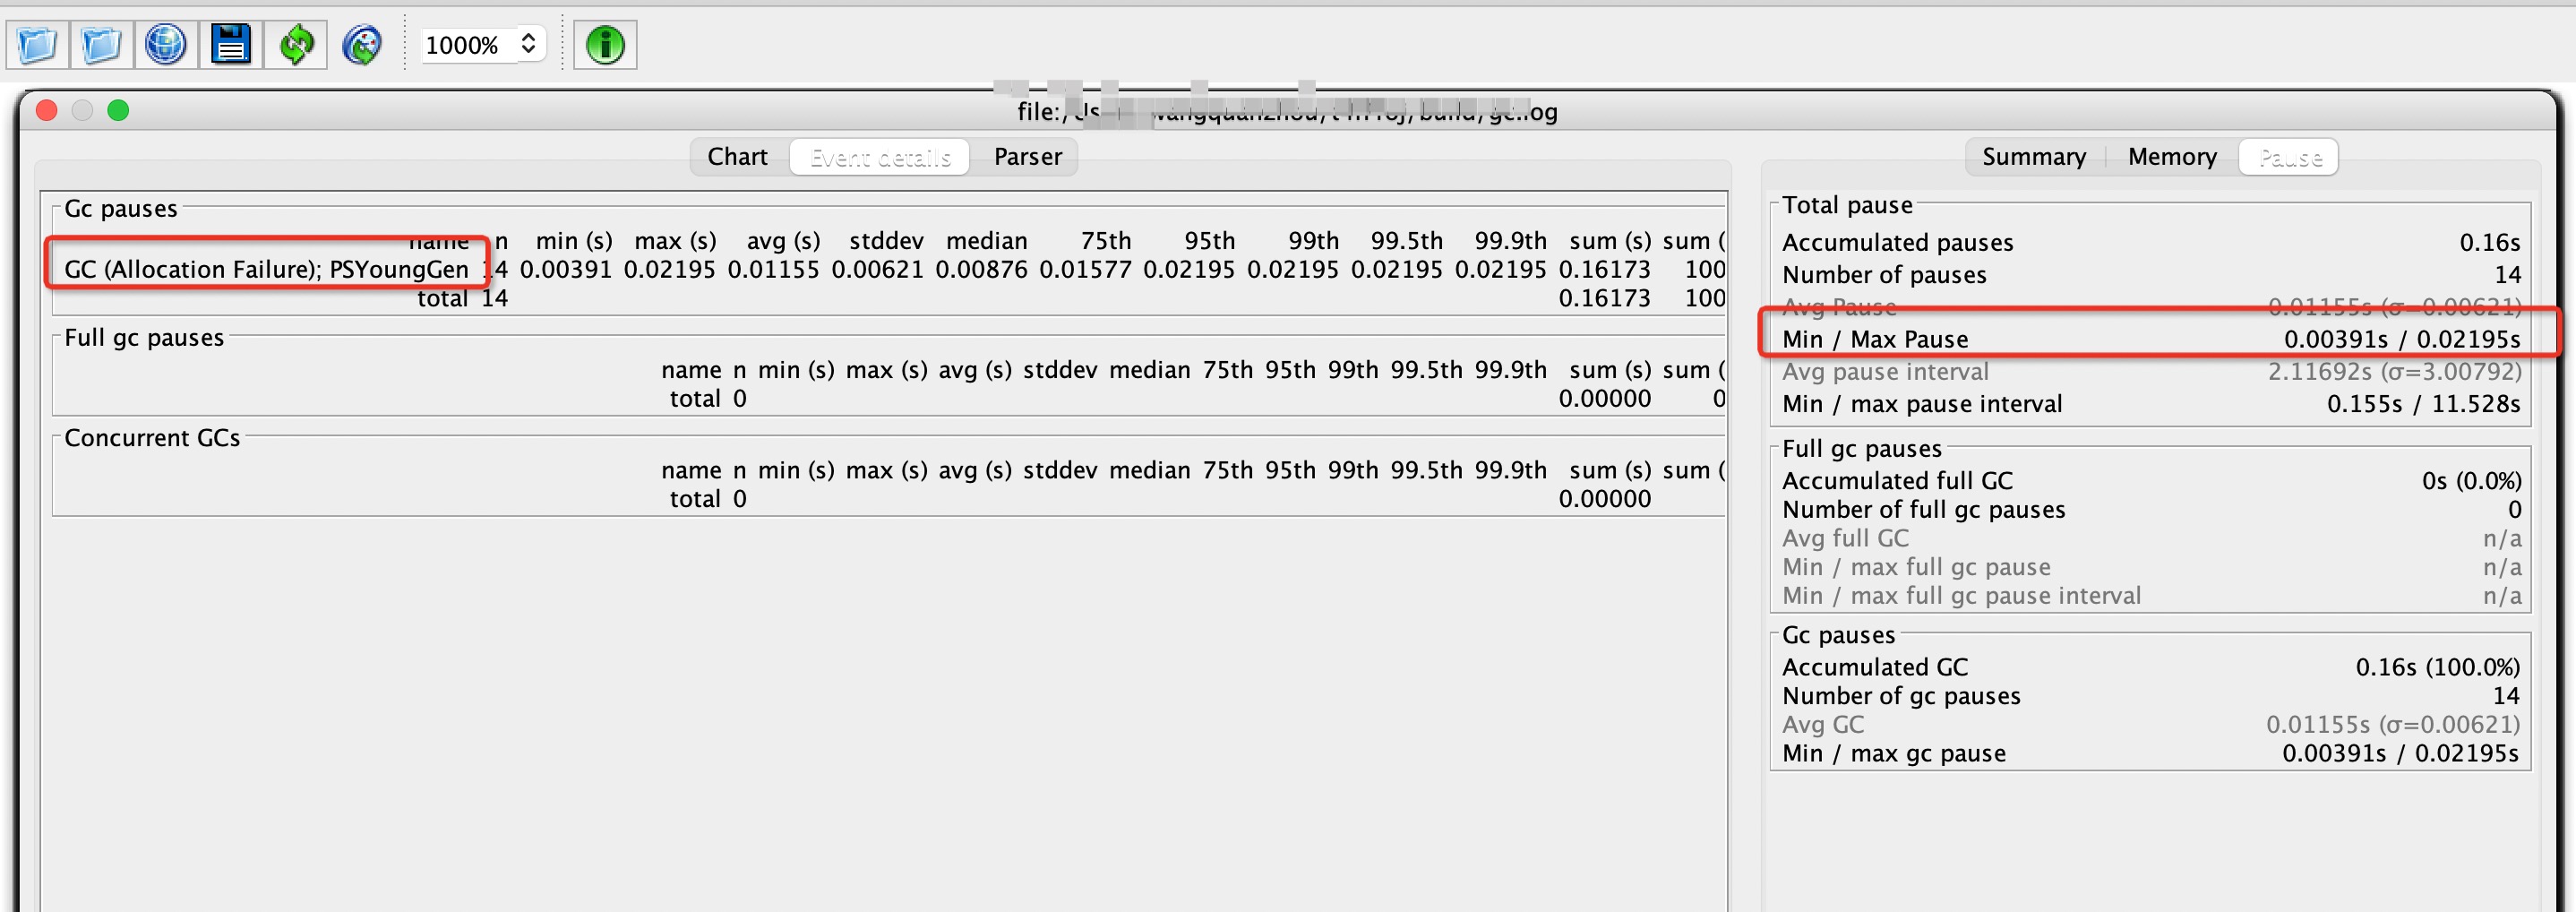 1000%
file:/
Chart Event details Parser
Gc pauses
name n min (s) max (s) avg (s) stddev median 75th 95th 99th 99.5th 99.9th sum (s) sum (
GC (Allocation Failure); PSYoungGen 14 0.00391 0.02195 0.01155 0.00621 0.00876 0.01577 0.02195 0.02195 0.02195 0.02195 0.16173 100
total 14 0.16173 100
Full gc pauses
name n min (s) max (s) avg (s) stddev median 75th 95th 99th 99.5th 99.9th sum (s) sum (
total 0 0.00000 0
Concurrent GCs
name n min (s) max (s) avg (s) stddev median 75th 95th 99th 99.5th 99.9th sum (s) sum (
total 0 0.00000
Summary Memory Pause
Total pause
Accumulated pauses 0.16s
Number of pauses 14
Avg Pause 0.01155s (σ=0.00621)
Min / Max Pause 0.00391s / 0.02195s
Avg pause interval 2.11692s (σ=3.00792)
Min / max pause interval 0.155s / 11.528s
Full gc pauses
Accumulated full GC 0s (0.0%)
Number of full gc pauses 0
Avg full GC n/a
Min / max full gc pause n/a
Min / max full gc pause interval n/a
Gc pauses
Accumulated GC 0.16s (100.0%)
Number of gc pauses 14
Avg GC 0.01155s (σ=0.00621)
Min / max gc pause 0.00391s / 0.02195s